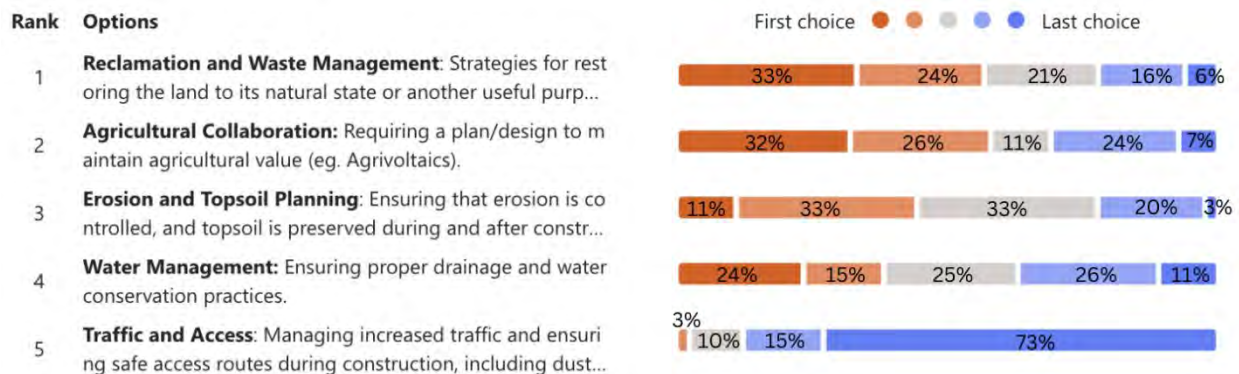 Rank Options First choice Last choice
1 Reclamation and Waste Management: Strategies for rest
oring the land to its natural state or another useful purp...
33% 24% 21% 16% 6%
2 Agricultural Collaboration: Requiring a plan/design to m
aintain agricultural value (eg. Agrivoltaics).
32% 26% 11% 24% 7%
3 Erosion and Topsoil Planning: Ensuring that erosion is co
ntrolled, and topsoil is preserved during and after constr...
11% 33% 33% 20% 3%
4 Water Management: Ensuring proper drainage and water
conservation practices.
24% 15% 25% 26% 11%
5 Traffic and Access: Managing increased traffic and ensuri
ng safe access routes during construction, including dust...
3% 10% 15% 73%